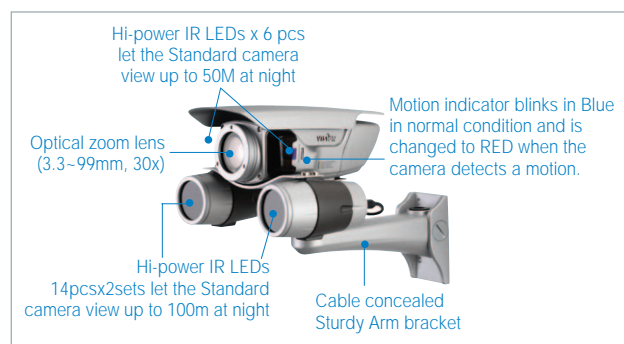 Hi-power IR LEDs x 6 pcs
let the Standard camera
view up to 50M at night
Optical zoom lens
(3.3~99mm, 30x)
Motion indicator blinks in Blue
in normal condition and is
changed to RED when the
camera detects a motion.
Hi-power IR LEDs
14pcsx2sets let the Standard
camera view up to 100m at night
Cable concealed
Sturdy Arm bracket